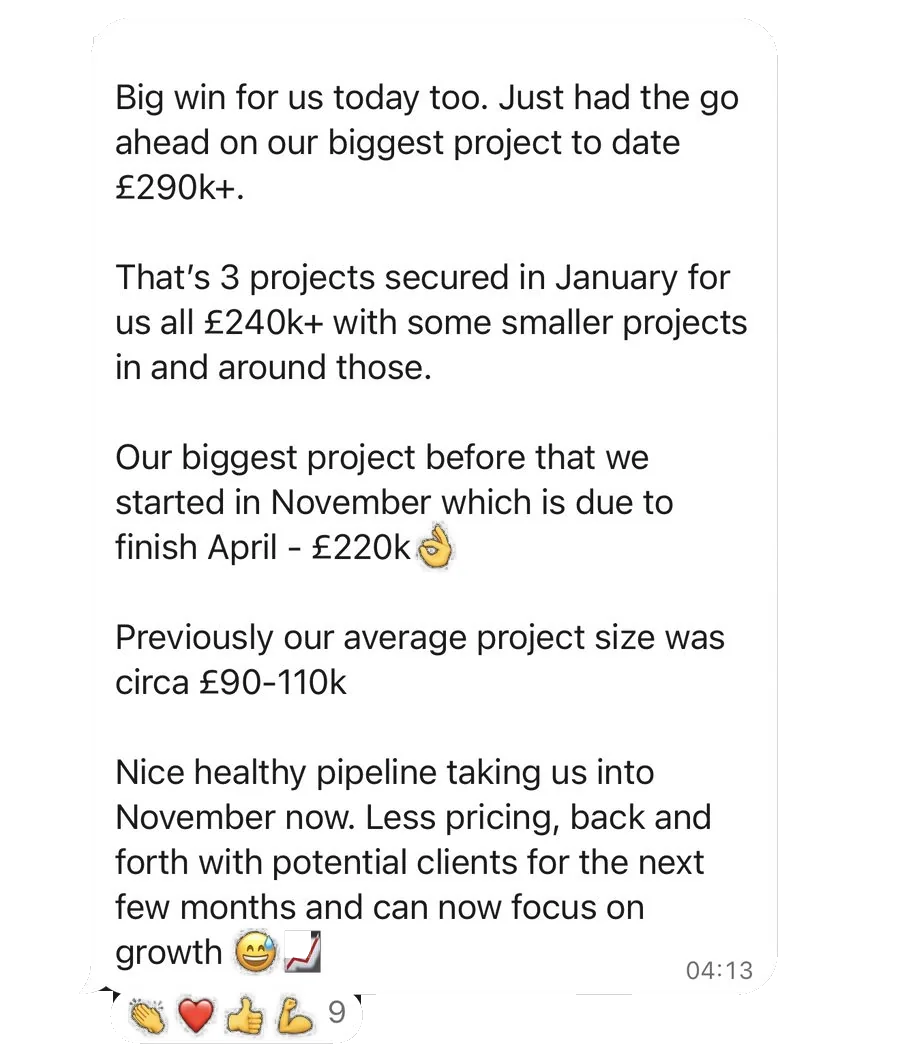 Big win for us today too. Just had the go
ahead on our biggest project to date
£290k+.
That’s 3 projects secured in January for
us all £240k+ with some smaller projects
in and around those.
Our biggest project before that we
started in November which is due to
finish April - £220k👌
Previously our average project size was
circa £90-110k
Nice healthy pipeline taking us into
November now. Less pricing, back and
forth with potential clients for the next
few months and can now focus on
growth 😅📈
04:13
👏❤️👍💪 9